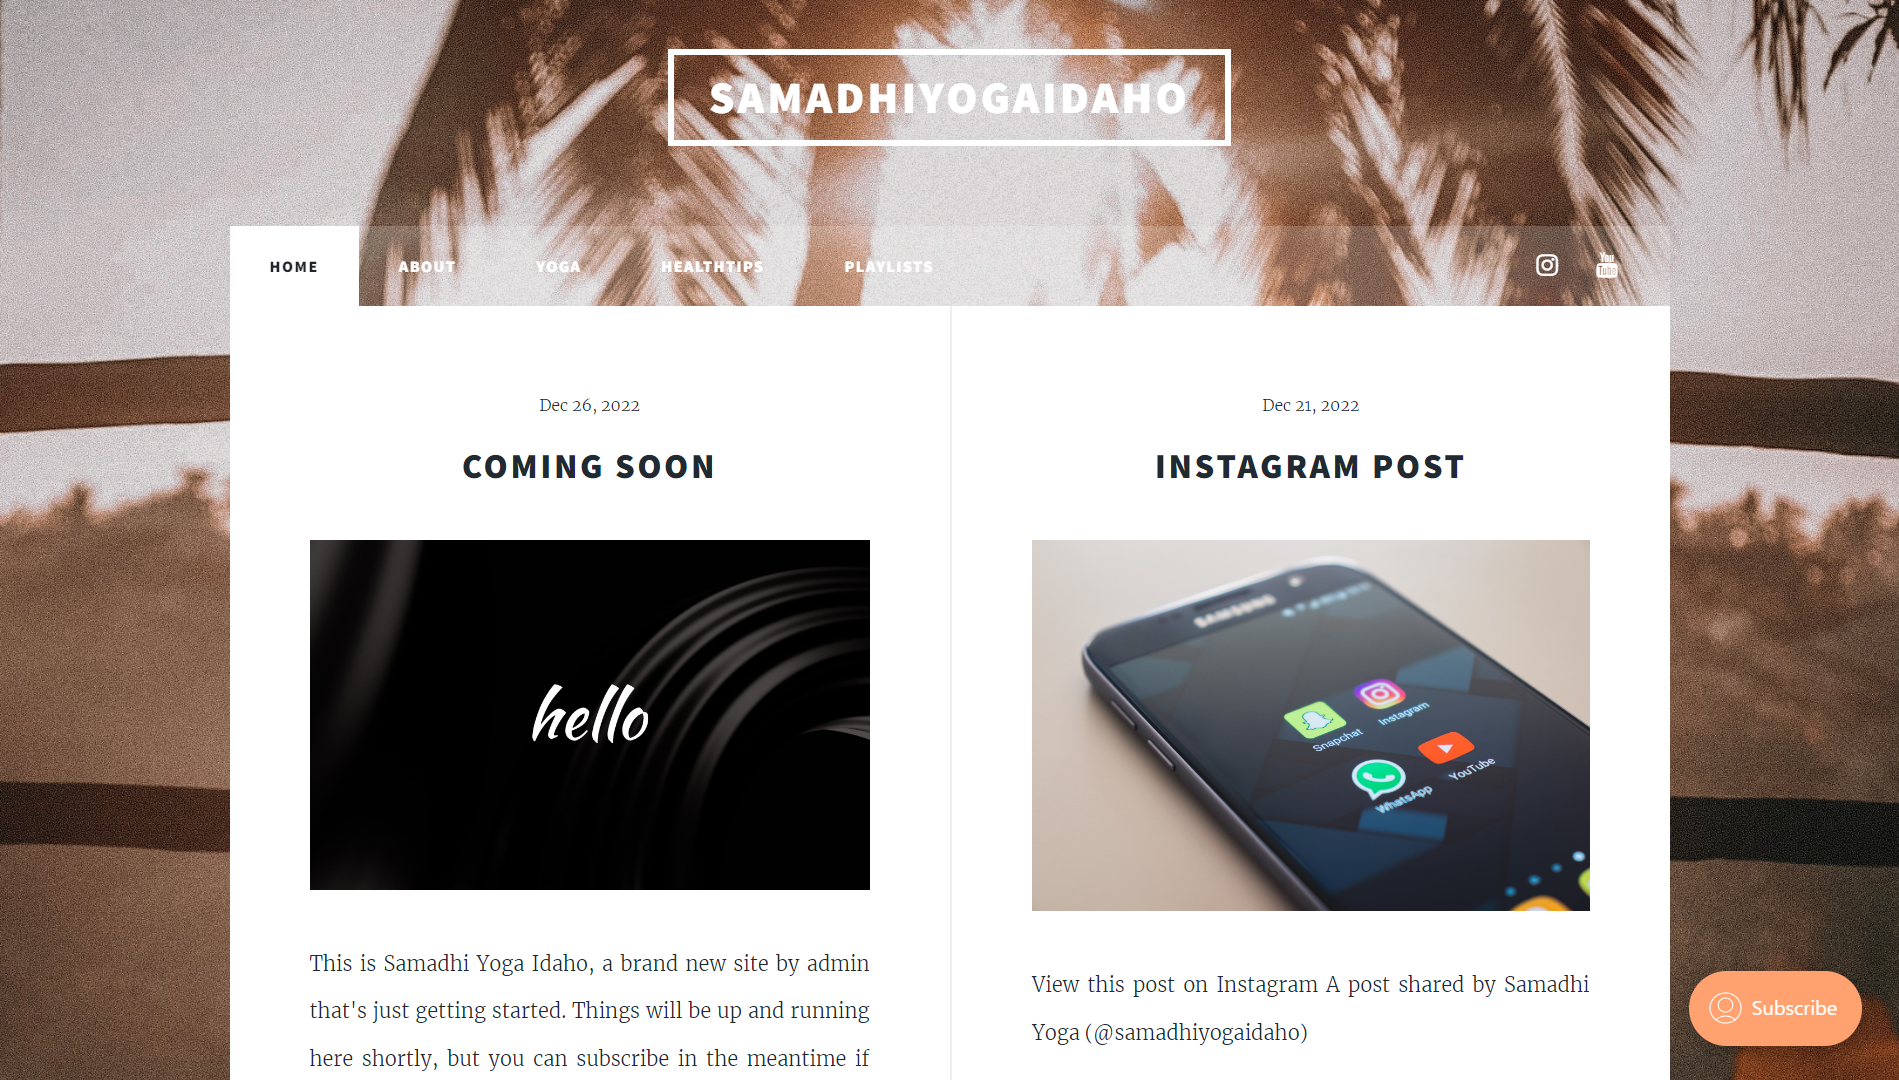 SAMADHIYOGAIDAHO
HOME ABOUT YOGA HEALTHTIPS PLAYLISTS You Tube
Dec 26, 2022
COMING SOON
hello
This is Samadhi Yoga Idaho, a brand new site by admin
that's just getting started. Things will be up and running
here shortly, but you can subscribe in the meantime if
Dec 21, 2022
INSTAGRAM POST
SAMSUNG
Snapchat
Instagram
WhatsApp
YouTube
View this post on Instagram A post shared by Samadhi
Yoga (@samadhiyogaidaho)
Subscribe